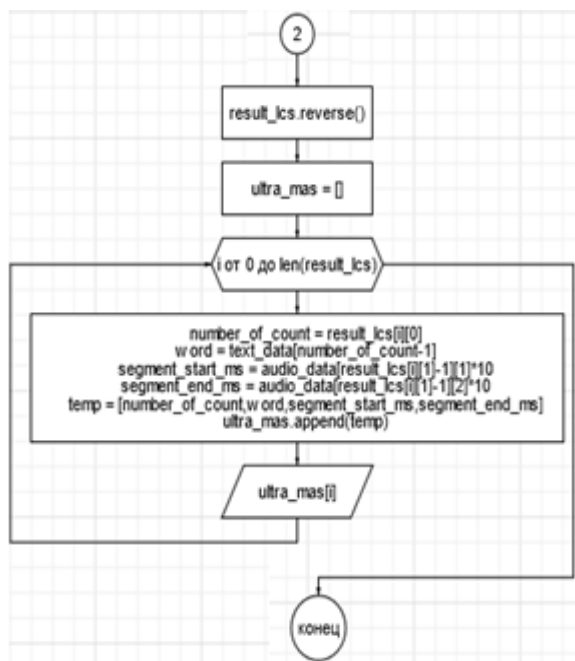 2
result_lcs.reverse()
ultra_mas = []
i от 0 до len(result_lcs)
number_of_count = result_lcs[i][0]
word = text_data[number_of_count-1]
segment_start_ms = audio_data[result_lcs[i][1]-1][1]*10
segment_end_ms = audio_data[result_lcs[i][1]-1][2]*10
temp = [number_of_count,word,segment_start_ms,segment_end_ms]
ultra_mas.append(temp)
ultra_mas[i]
конец